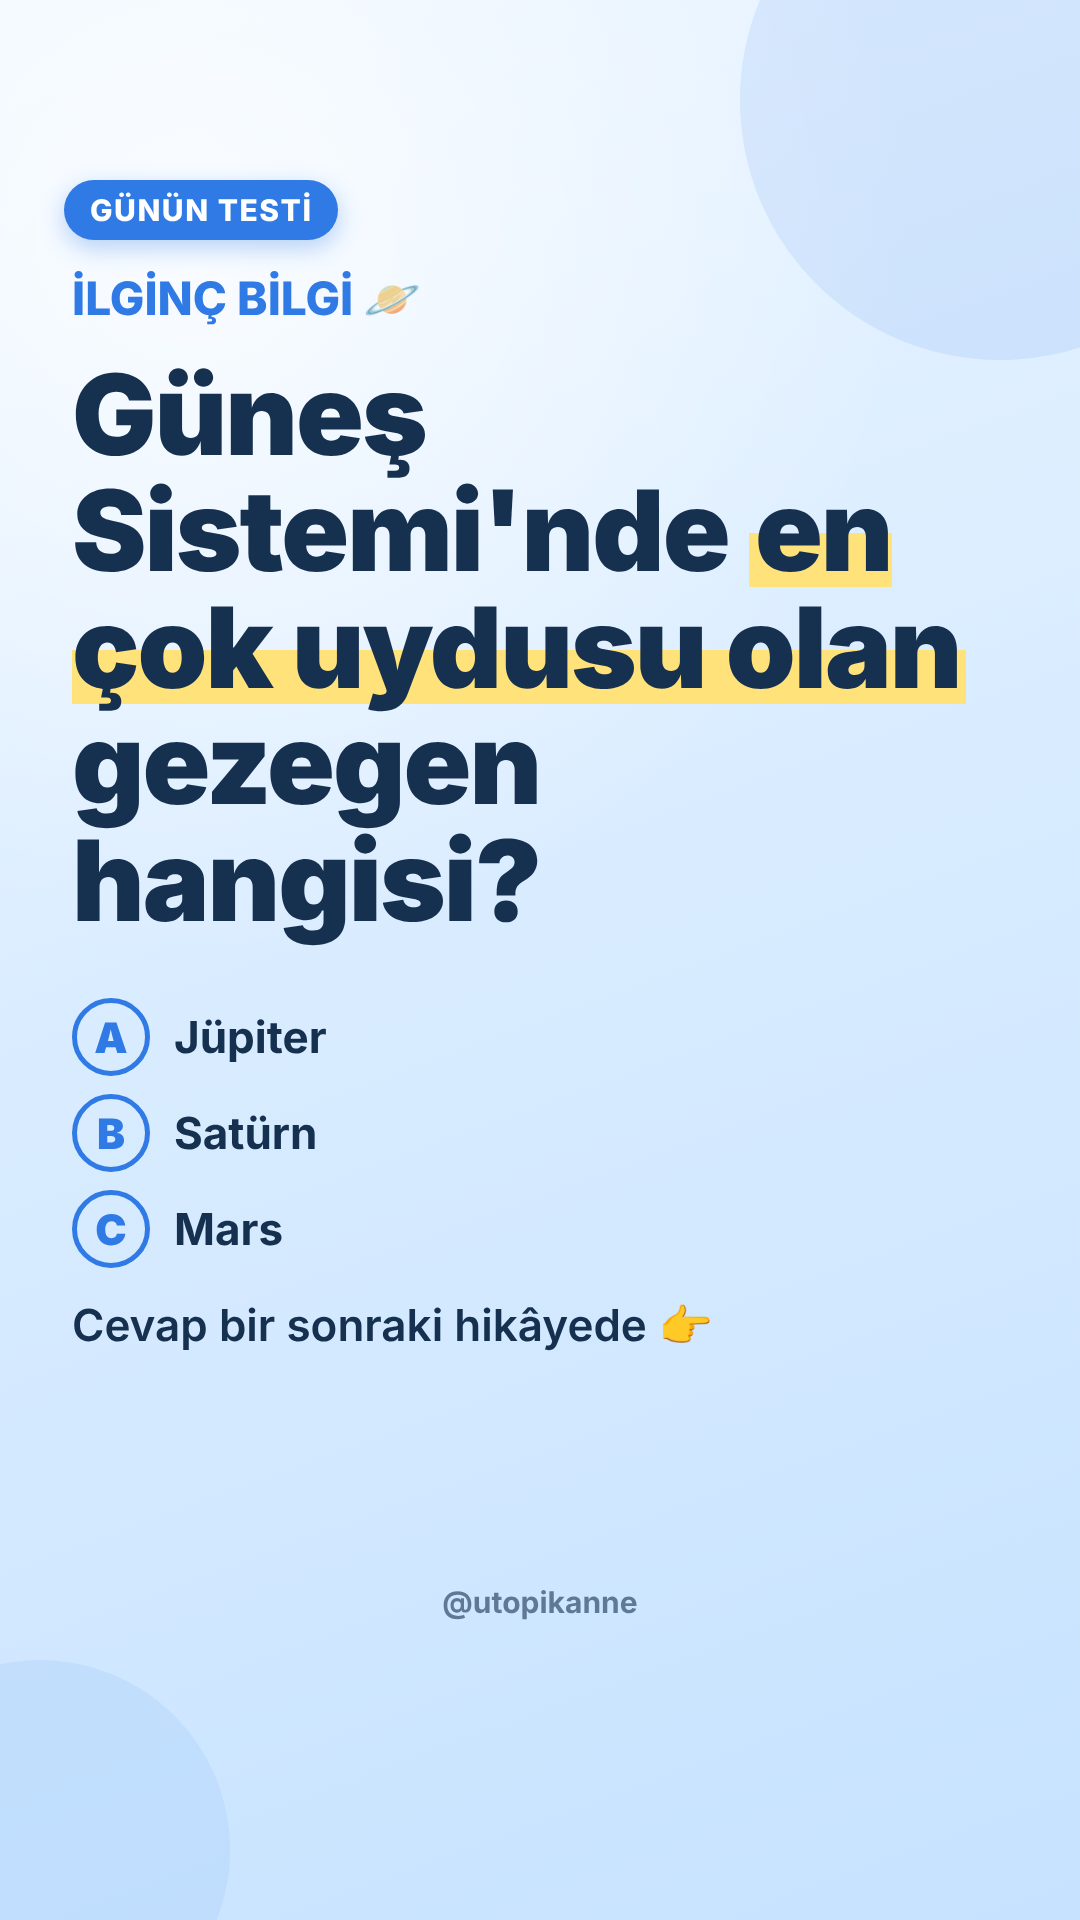 GÜNÜN TESTİ
İLGİNÇ BİLGİ 🪐
Güneş
Sistemi'nde en
çok uydusu olan
gezegen
hangisi?
A Jüpiter
B Satürn
C Mars
Cevap bir sonraki hikâyede 👉
@utopikanne